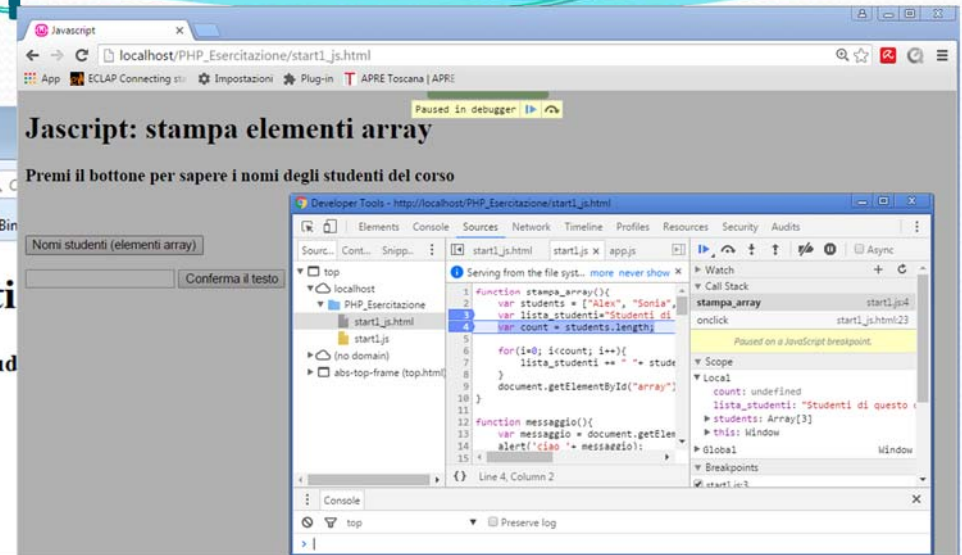 Javascript
localhost/PHP_Esercitazione/start1_js.html
App ECLAP Connecting Impostazioni Plug-in APRE Toscana | APRE
Paused in debugger
Jascript: stampa elementi array
Premi il bottone per sapere i nomi degli studenti del corso
Bin
Nomi studenti (elementi array)
Conferma il testo
Developer Tools - http://localhost/PHP_Esercitazione/start1_js.html
Elements Console Sources Network Timeline Profiles Resources Security Audits
Sourc... Cont... Snipp...
top
localhost
PHP_Esercitazione
start1_js.html
start1.js
(no domain)
abs-top-frame (top.html)
start1_js.html start1.js × app.js
Serving from the file syst... more never show ×
1 function stampa_array(){
2 var students = ["Alex", "Sonia",
3 var lista_studenti="Studenti di
4 var count = students.length;
5
6 for(i=0; i<count; i++){
7 lista_studenti += " "+ stude
8 }
9 document.getElementById("array")
10 }
11
12 function messaggio(){
13 var messaggio = document.getElem
14 alert('ciao '+ messaggio);
15
{} Line 4, Column 2
Async
Watch
Call Stack
stampa_array start1.js:4
onclick start1_js.html:23
Paused on a JavaScript breakpoint.
Scope
Local
count: undefined
lista_studenti: "Studenti di questo
students: Array[3]
this: Window
Global Window
Breakpoints
start1.js:3
Console
top Preserve log
>